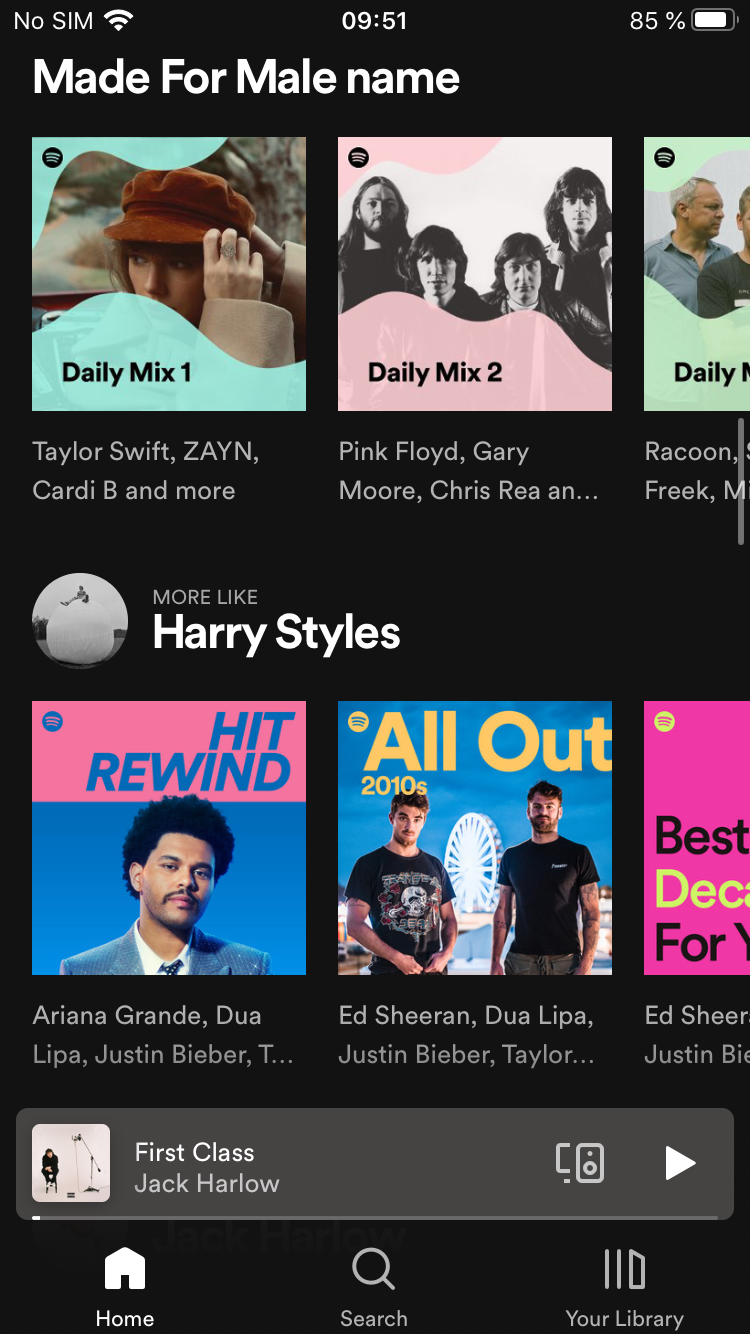 No SIM 09:51 85 %
Made For Male name
Daily Mix 1
Daily Mix 2
Daily
Taylor Swift, ZAYN,
Cardi B and more
Pink Floyd, Gary
Moore, Chris Rea an...
Racoon,
Freek,
MORE LIKE
Harry Styles
HIT
REWIND
All Out
2010s
Best
For
Ariana Grande, Dua
Lipa, Justin Bieber, T...
Ed Sheeran, Dua Lipa,
Justin Bieber, Taylor...
Ed
Justin
First Class
Jack Harlow
Jack Harlow
Home
Search
Your Library